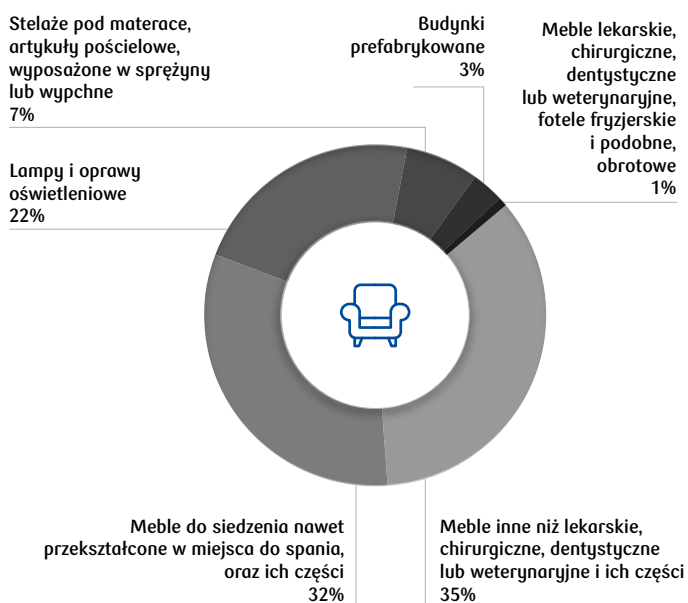 Stelaże pod materace,
artykuły pościelowe,
wyposażone w sprężyny
lub wypchne
7%
Budynki
prefabrykowane
3%
Meble lekarskie,
chirurgiczne,
dentystyczne
lub weterynaryjne,
fotele fryzjerskie
i podobne,
obrotowe
1%
Lampy i oprawy
oświetleniowe
22%
Meble do siedzenia nawet
przekształcone w miejsca do spania,
oraz ich części
32%
Meble inne niż lekarskie,
chirurgiczne, dentystyczne
lub weterynaryjne i ich części
35%